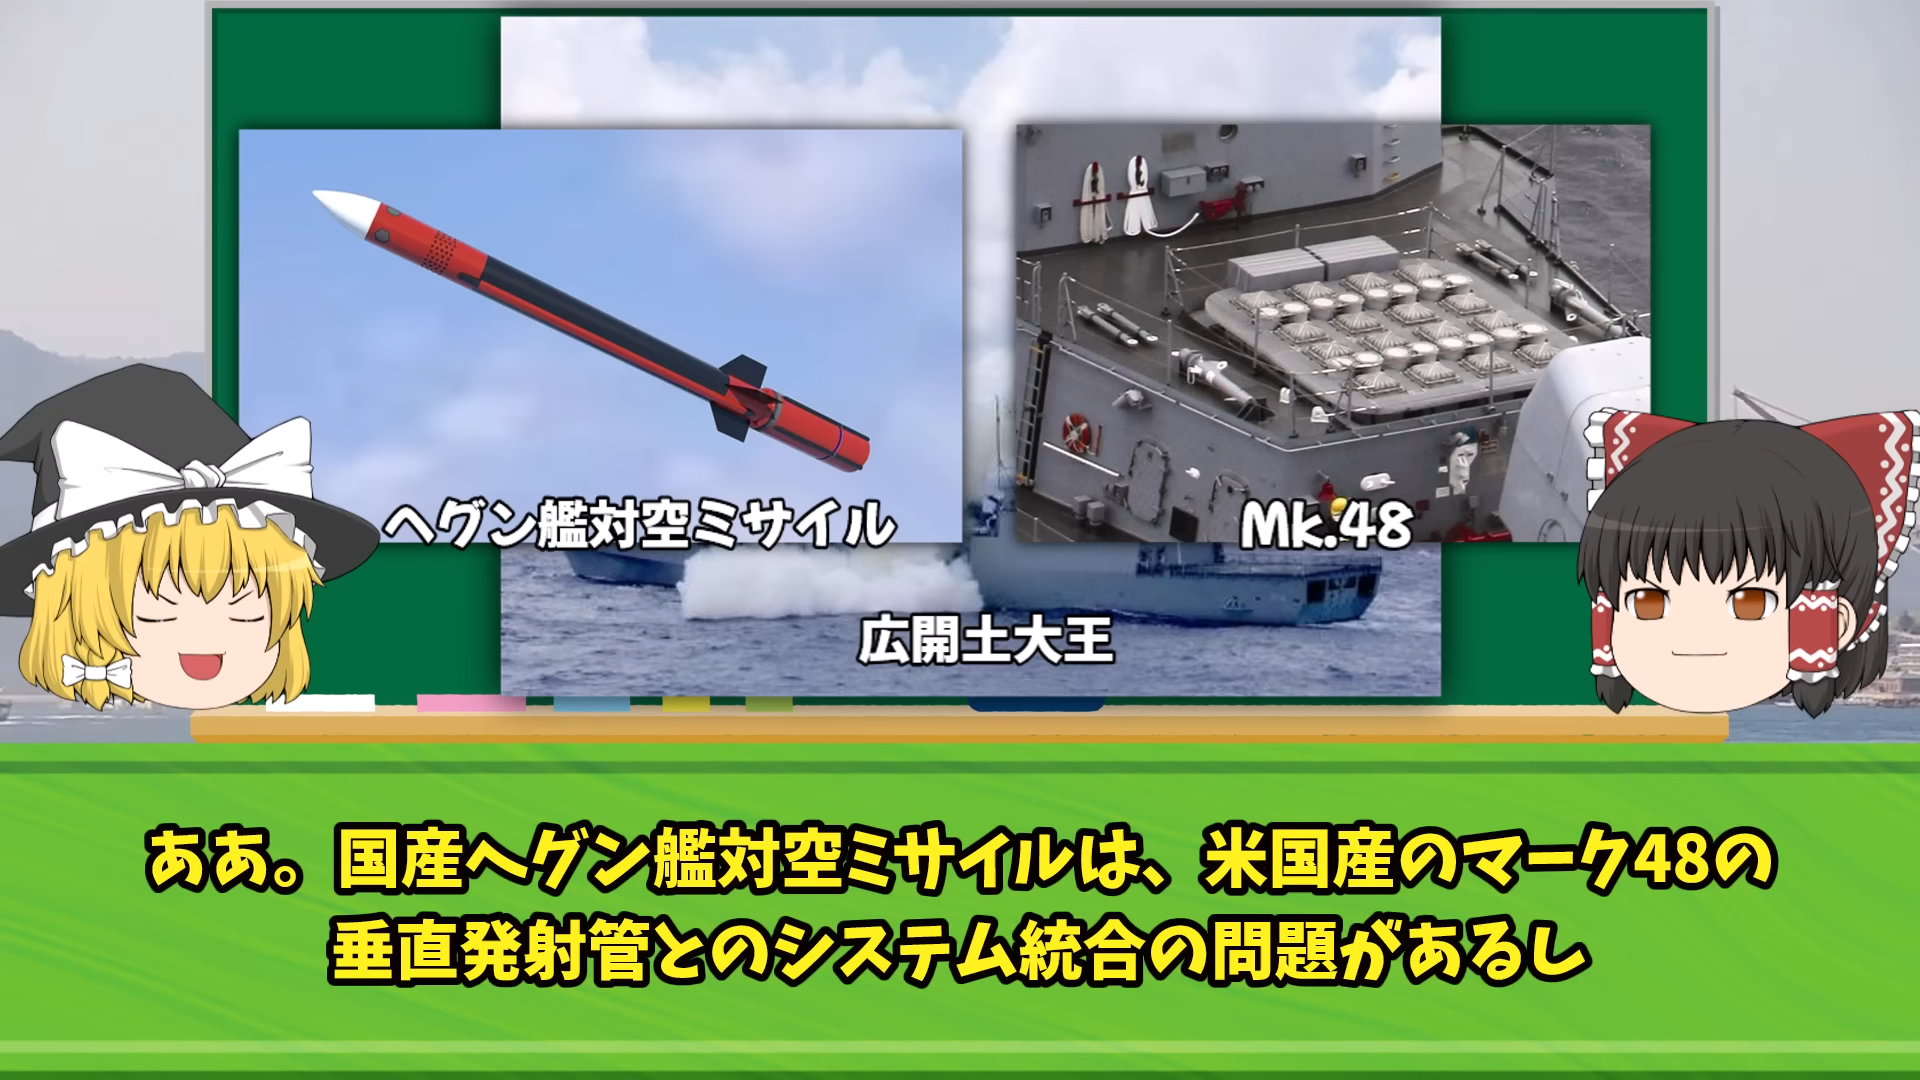 ヘグン艦対空ミサイル
Mk.48
広開土大王
ああ。国産ヘグン艦対空ミサイルは、米国産のマーク48の
垂直発射管とのシステム統合の問題があるし